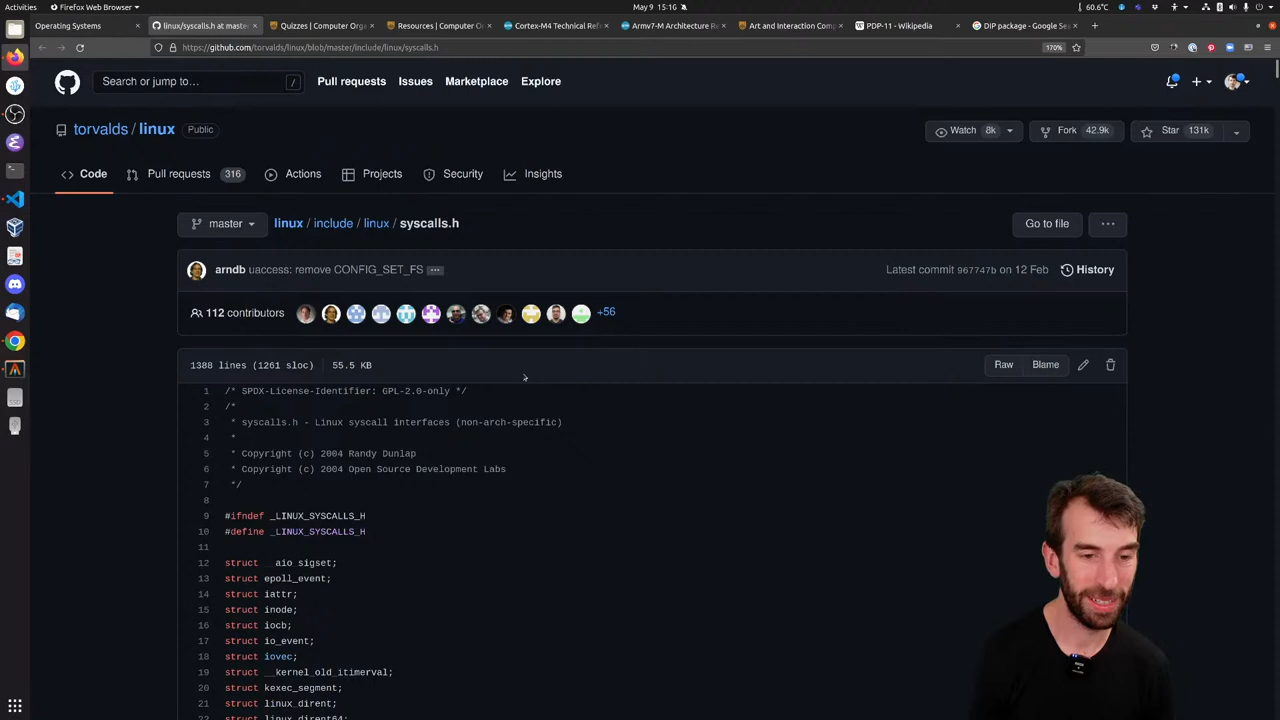 Activities Firefox Web Browser May 9 15:16 60.6°C
Operating Systems linux/syscalls.h at maste Quizzes | Computer Orga Resources | Computer O Cortex-M4 Technical Ref Armv7-M Architecture Re Art and Interaction Comp PDP-11 - Wikipedia DIP package - Google Sea
https://github.com/torvalds/linux/blob/master/include/linux/syscalls.h 170%
Search or jump to… / Pull requests Issues Marketplace Explore
torvalds / linux Public Watch 8k Fork 42.9k Star 131k
Code Pull requests 316 Actions Projects Security Insights
master linux / include / linux / syscalls.h Go to file
arndb uaccess: remove CONFIG_SET_FS Latest commit 967747b on 12 Feb History
112 contributors +56
1388 lines (1261 sloc) 55.5 KB Raw Blame
1 /* SPDX-License-Identifier: GPL-2.0-only */
2 /*
3 * syscalls.h - Linux syscall interfaces (non-arch-specific)
4 *
5 * Copyright (c) 2004 Randy Dunlap
6 * Copyright (c) 2004 Open Source Development Labs
7 */
8
9 #ifndef _LINUX_SYSCALLS_H
10 #define _LINUX_SYSCALLS_H
11
12 struct __aio_sigset;
13 struct epoll_event;
14 struct iattr;
15 struct inode;
16 struct iocb;
17 struct io_event;
18 struct iovec;
19 struct __kernel_old_itimerval;
20 struct kexec_segment;
21 struct linux_dirent;
22 struct linux_dirent64;